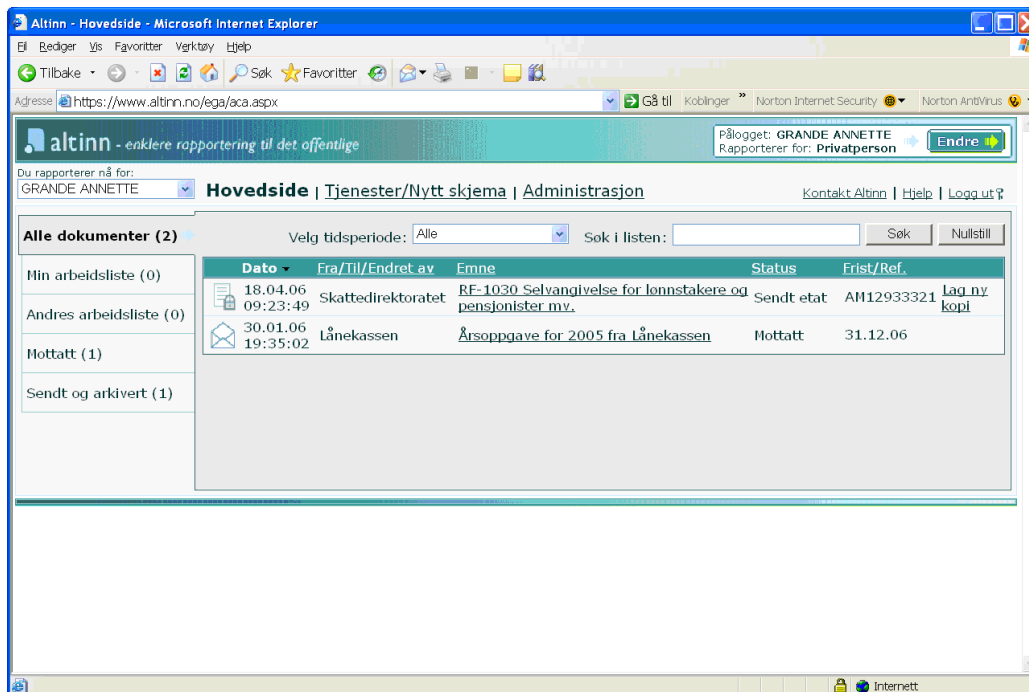 Altinn - Hovedside - Microsoft Internet Explorer
Fil Rediger Vis Favoritter Verktøy Hjelp
Tilbake Søk Favoritter
Adresse https://www.altinn.no/ega/aca.aspx Gå til Koblinger » Norton Internet Security Norton AntiVirus
altinn - enklere rapportering til det offentlige
Pålogget: GRANDE ANNETTE
Rapporterer for: Privatperson
Endre
Du rapporterer nå for:
GRANDE ANNETTE
Hovedside | Tjenester/Nytt skjema | Administrasjon
Kontakt Altinn | Hjelp | Logg ut
Alle dokumenter (2)
Min arbeidsliste (0)
Andres arbeidsliste (0)
Mottatt (1)
Sendt og arkivert (1)
Velg tidsperiode: Alle Søk i listen: Søk Nullstill
Dato Fra/Til/Endret av Emne Status Frist/Ref.
18.04.06
09:23:49
Skattedirektoratet
RF-1030 Selvangivelse for lønnstakere og
pensjonister mv.
Sendt etat
AM12933321
Lag ny
kopi
30.01.06
19:35:02
Lånekassen
Årsoppgave for 2005 fra Lånekassen
Mottatt
31.12.06
Internett